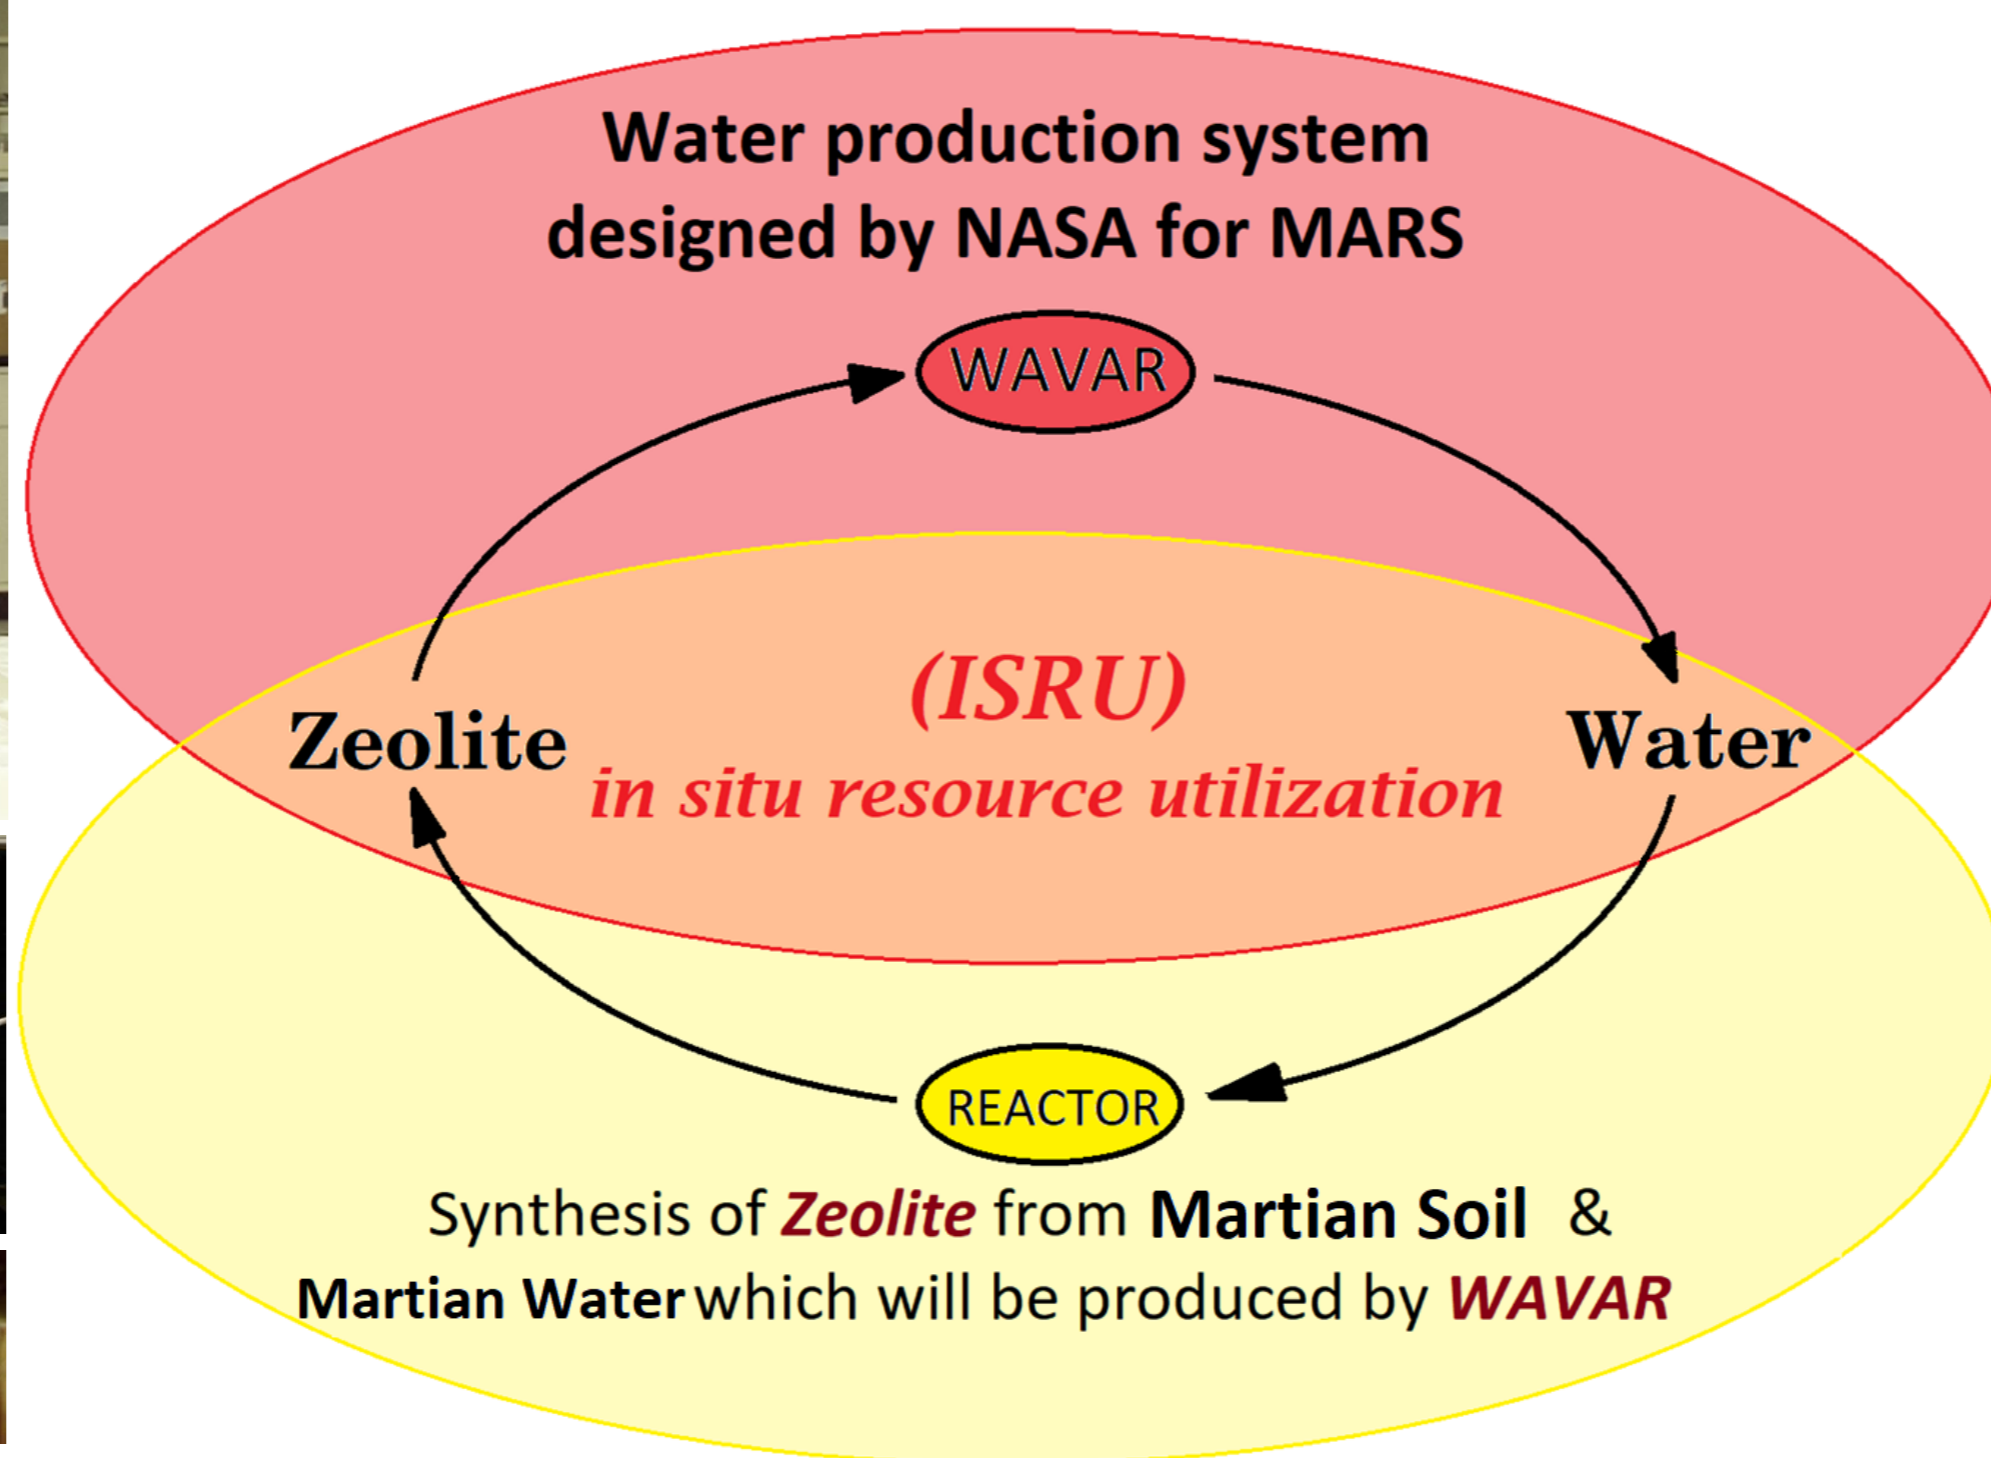 Water production system
designed by NASA for MARS
WAVAR
(ISRU)
Zeolite
Water
in situ resource utilization
REACTOR
Synthesis of Zeolite from Martian Soil &
Martian Water which will be produced by WAVAR